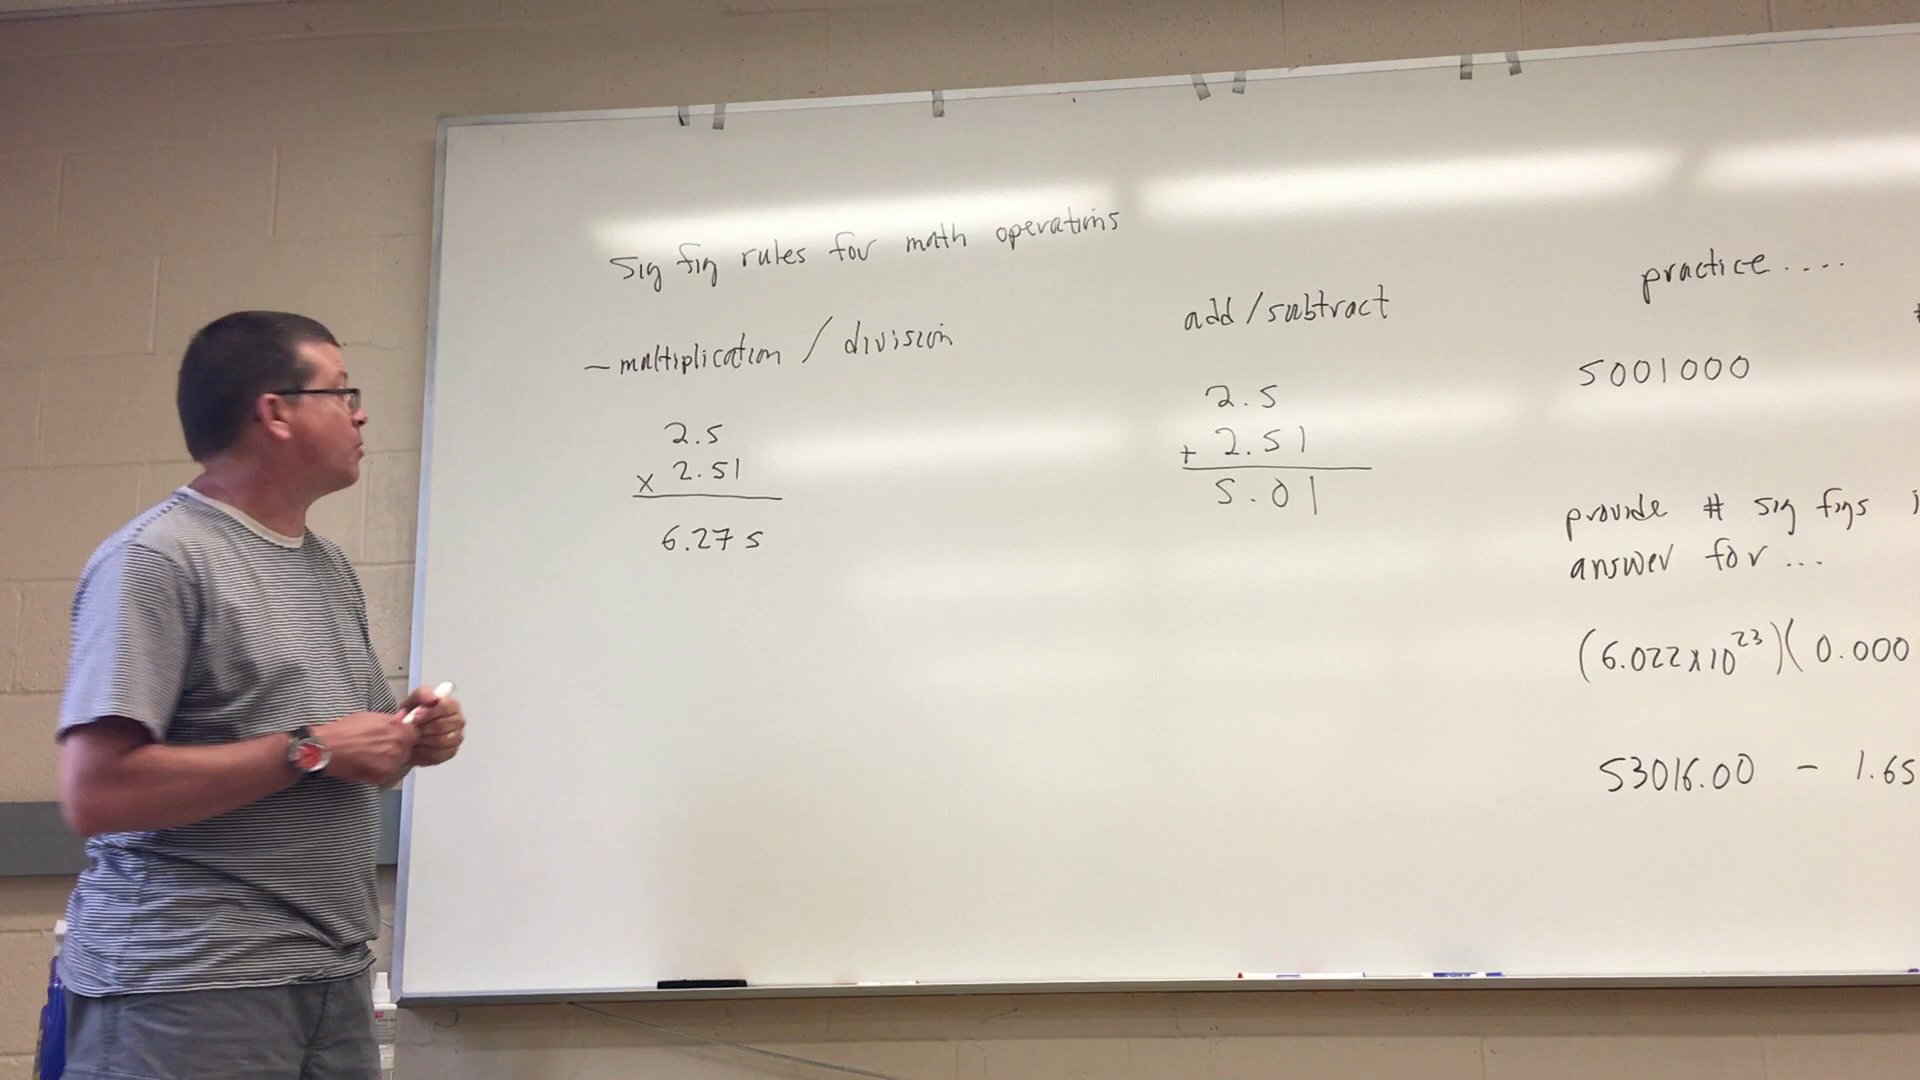 Sig fig rules for math operations
- multiplication / division
2.5
x 2.51
6.275
add/subtract
2.5
+ 2.51
5.01
practice....
5001000
provide # sig figs
answer for...
(6.022x10^23)(0.000
53016.00 - 1.65